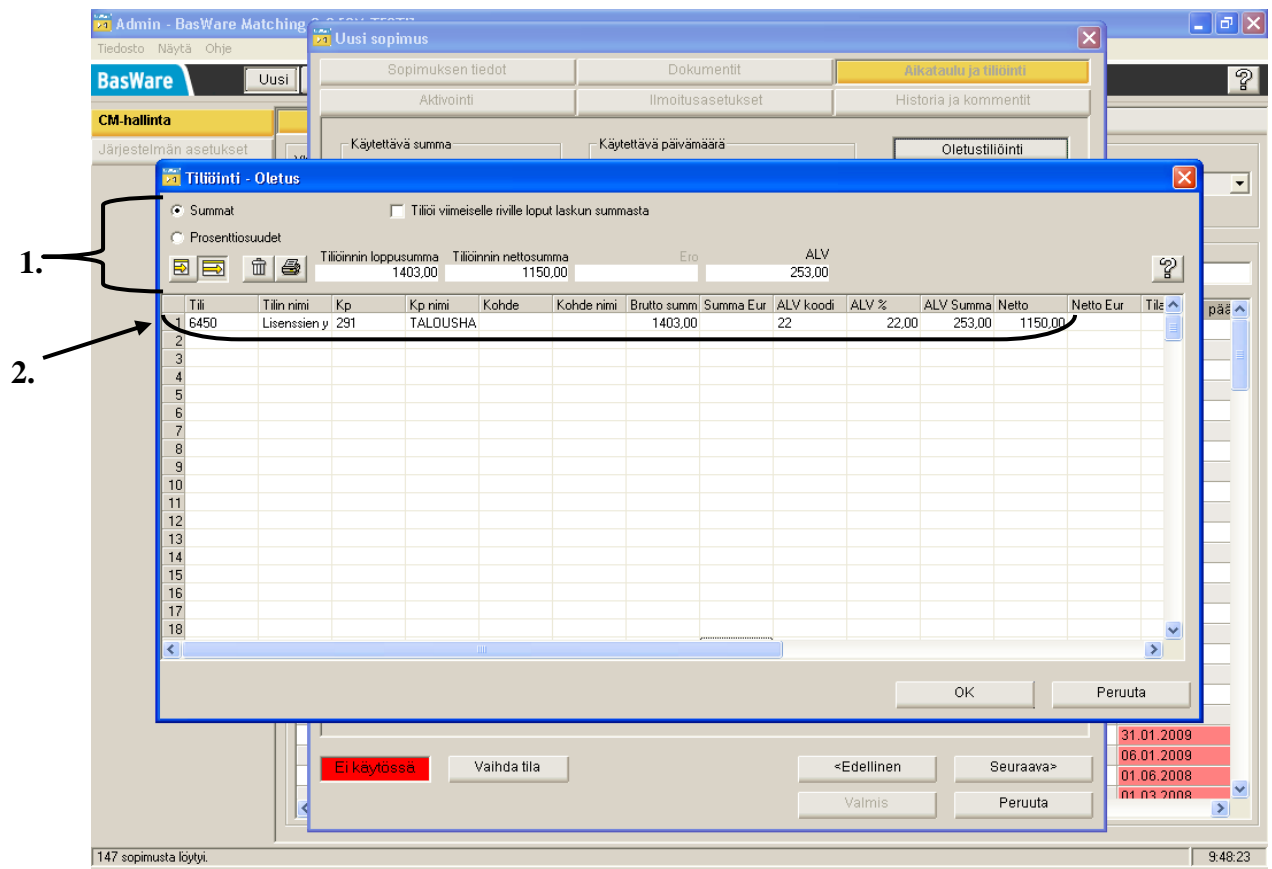 Admin - BasWare Matching
Tiedosto Näytä Ohje
BasWare
Uusi
CM-hallinta
Järjestelmän asetukset
Uusi sopimus
Sopimuksen tiedot Dokumentit Aikataulu ja tiliöinti
Aktivointi Ilmoitusasetukset Historia ja kommentit
Käytettävä summa Käytettävä päivämäärä Oletustiliöinti
Tiliöinti - Oletus
1.
Summat Tiliöi viimeiselle riville loput laskun summasta
Prosenttiosuudet
Tiliöinnin loppusumma Tiliöinnin nettosumma Ero ALV
1403,00 1150,00 253,00
Tili Tilin nimi Kp Kp nimi Kohde Kohde nimi Brutto summ Summa Eur ALV koodi ALV % ALV Summa Netto Netto Eur Tila
pää
1 6450 Lisenssien y 291 TALOUSHA 1403,00 22 22,00 253,00 1150,00
2.
2
3
4
5
6
7
8
9
10
11
12
13
14
15
16
17
18
OK Peruuta
31.01.2009
06.01.2009
01.06.2008
01.03.2008
Ei käytössä Vaihda tila <Edellinen Seuraava>
Valmis Peruuta
147 sopimusta löytyi. 9:48:23